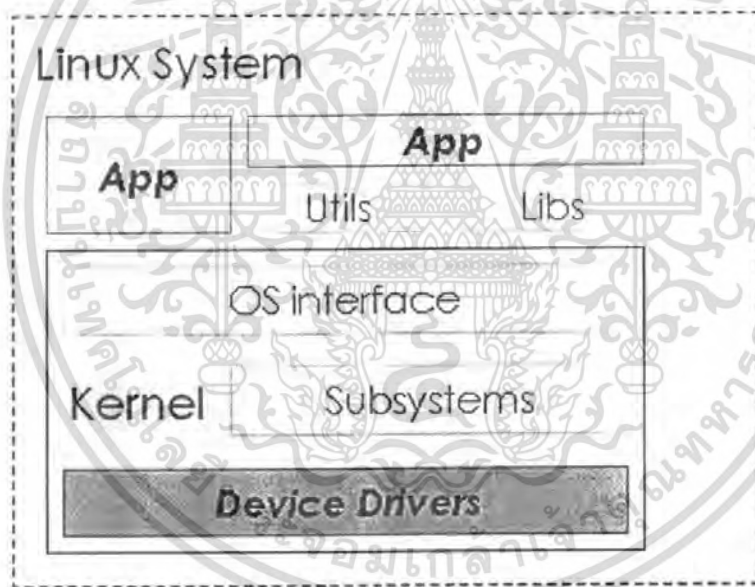 Linux System
App
App
Utils Libs
OS interface
Kernel
Subsystems
Device Drivers